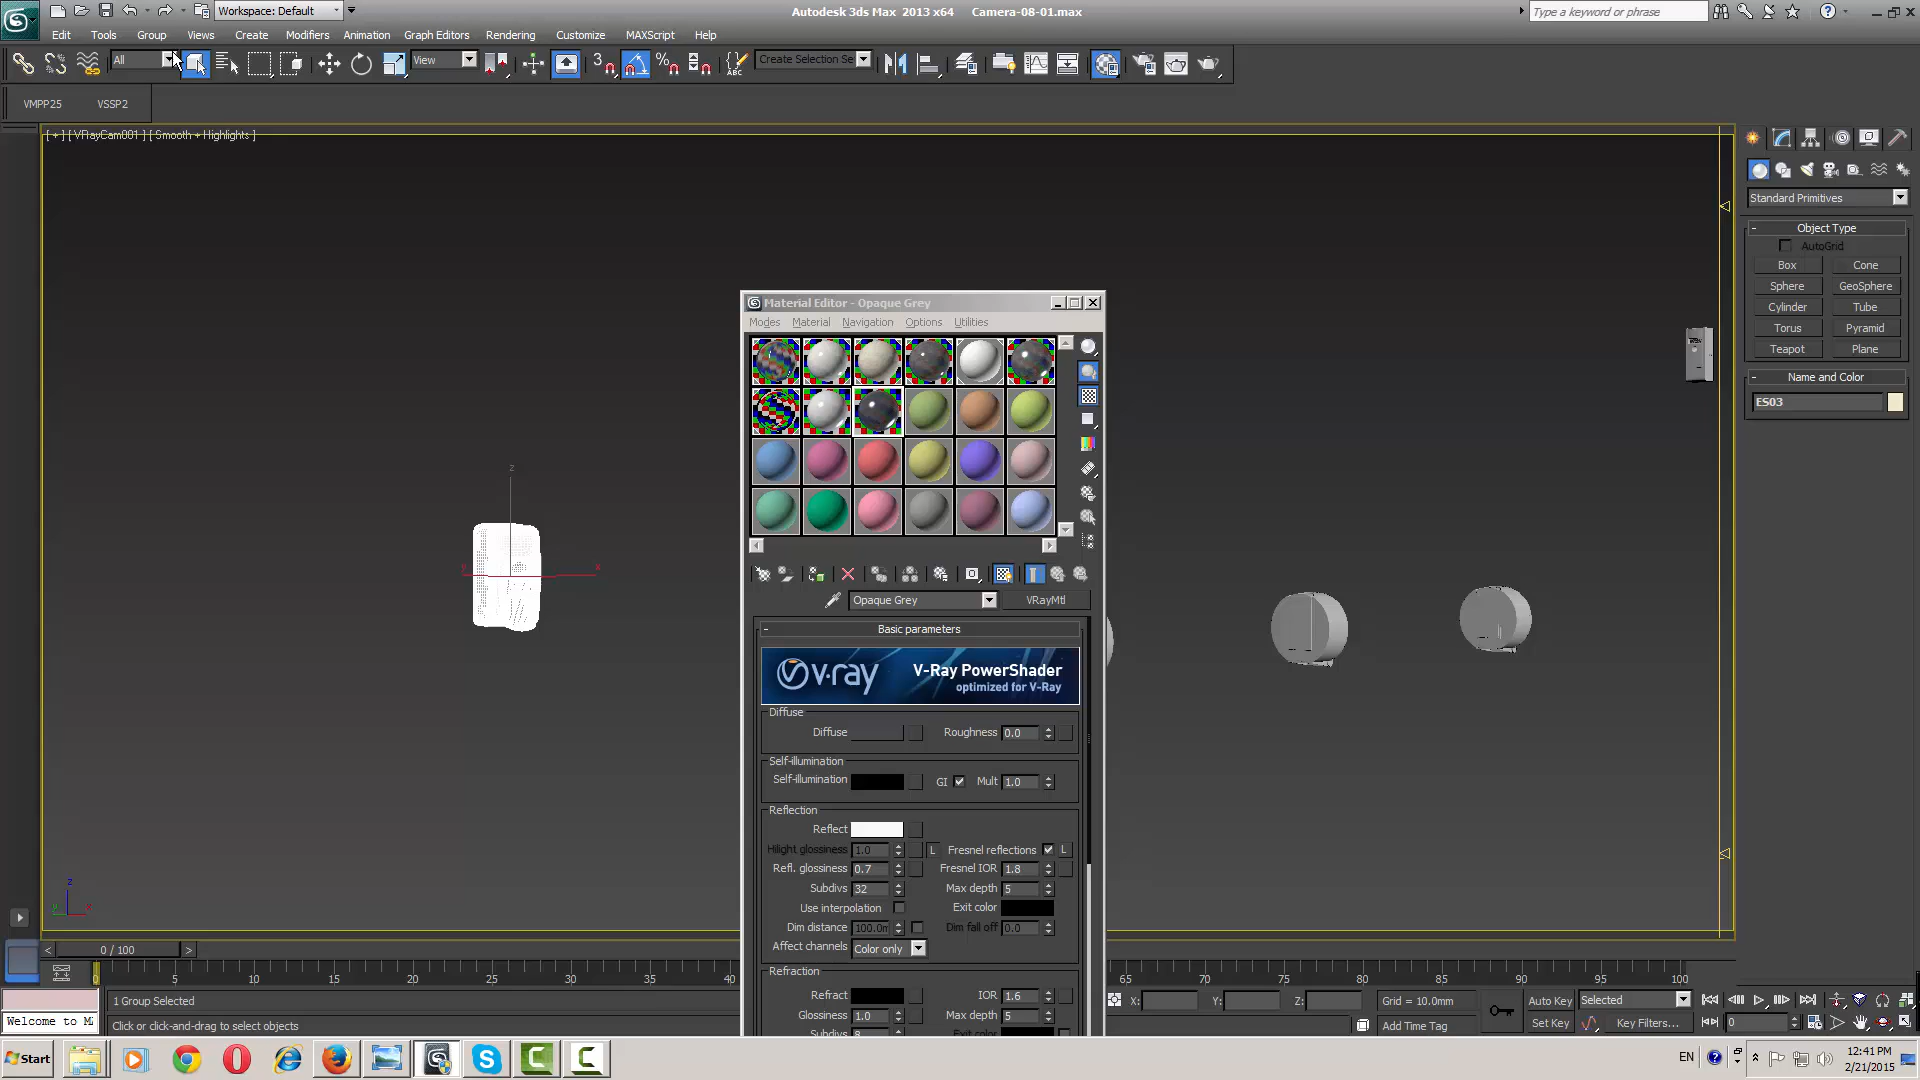 Workspace: Default
Autodesk 3ds Max 2013 x64 Camera-08-01.max
Type a keyword or phrase
Edit Tools Group Views Create Modifiers Animation Graph Editors Rendering Customize MAXScript Help
All
View
3
Create Selection Se
VMPP25 VSSP2
[ + ] [ VRayCam001 ] [ Smooth + Highlights ]
Standard Primitives
Object Type
AutoGrid
Box Cone
Sphere GeoSphere
Cylinder Tube
Torus Pyramid
Teapot Plane
Name and Color
ES03
Material Editor - Opaque Grey
Modes Material Navigation Options Utilities
Opaque Grey VRayMtl
Basic parameters
v·ray V-Ray PowerShader
optimized for V-Ray
Diffuse
Diffuse Roughness 0.0
Self-illumination
Self-illumination GI Mult 1.0
Reflection
Reflect
Hilight glossiness 1.0 L Fresnel reflections L
Refl. glossiness 0.7 Fresnel IOR 1.8
Subdivs 32 Max depth 5
Use interpolation Exit color
Dim distance 100.0m Dim fall off 0.0
Affect channels Color only
Refraction
Refract IOR 1.6
Glossiness 1.0 Max depth 5
Subdivs 8 Exit color
z
x
y
z
x
< 0 / 100 >
0 5 10 15 20 25 30 35 40 65 70 75 80 85 90 95 100
1 Group Selected
X: Y: Z: Grid = 10.0mm
Auto Key Selected
Welcome to MA
Click or click-and-drag to select objects
Add Time Tag
Set Key Key Filters...
0
Start
EN
12:41 PM
2/21/2015